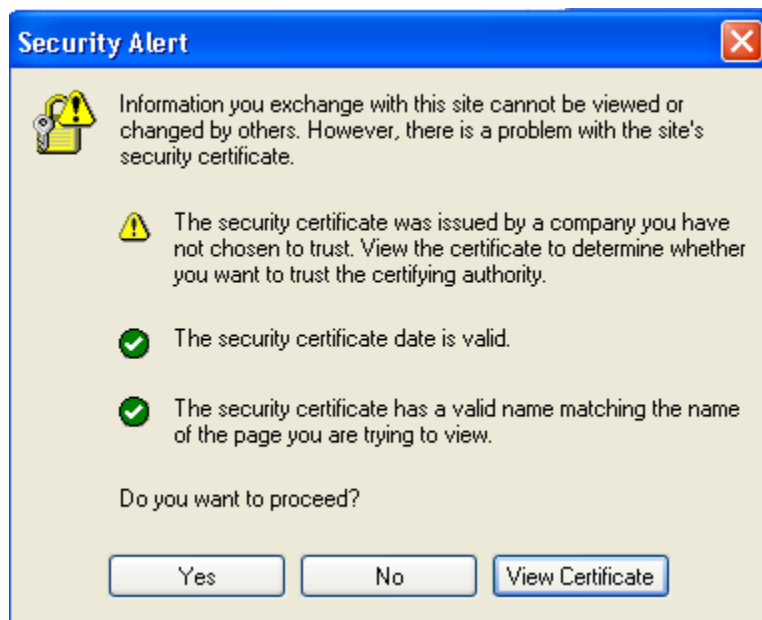 Security Alert
Information you exchange with this site cannot be viewed or
changed by others. However, there is a problem with the site's
security certificate.
The security certificate was issued by a company you have
not chosen to trust. View the certificate to determine whether
you want to trust the certifying authority.
The security certificate date is valid.
The security certificate has a valid name matching the name
of the page you are trying to view.
Do you want to proceed?
Yes
No
View Certificate